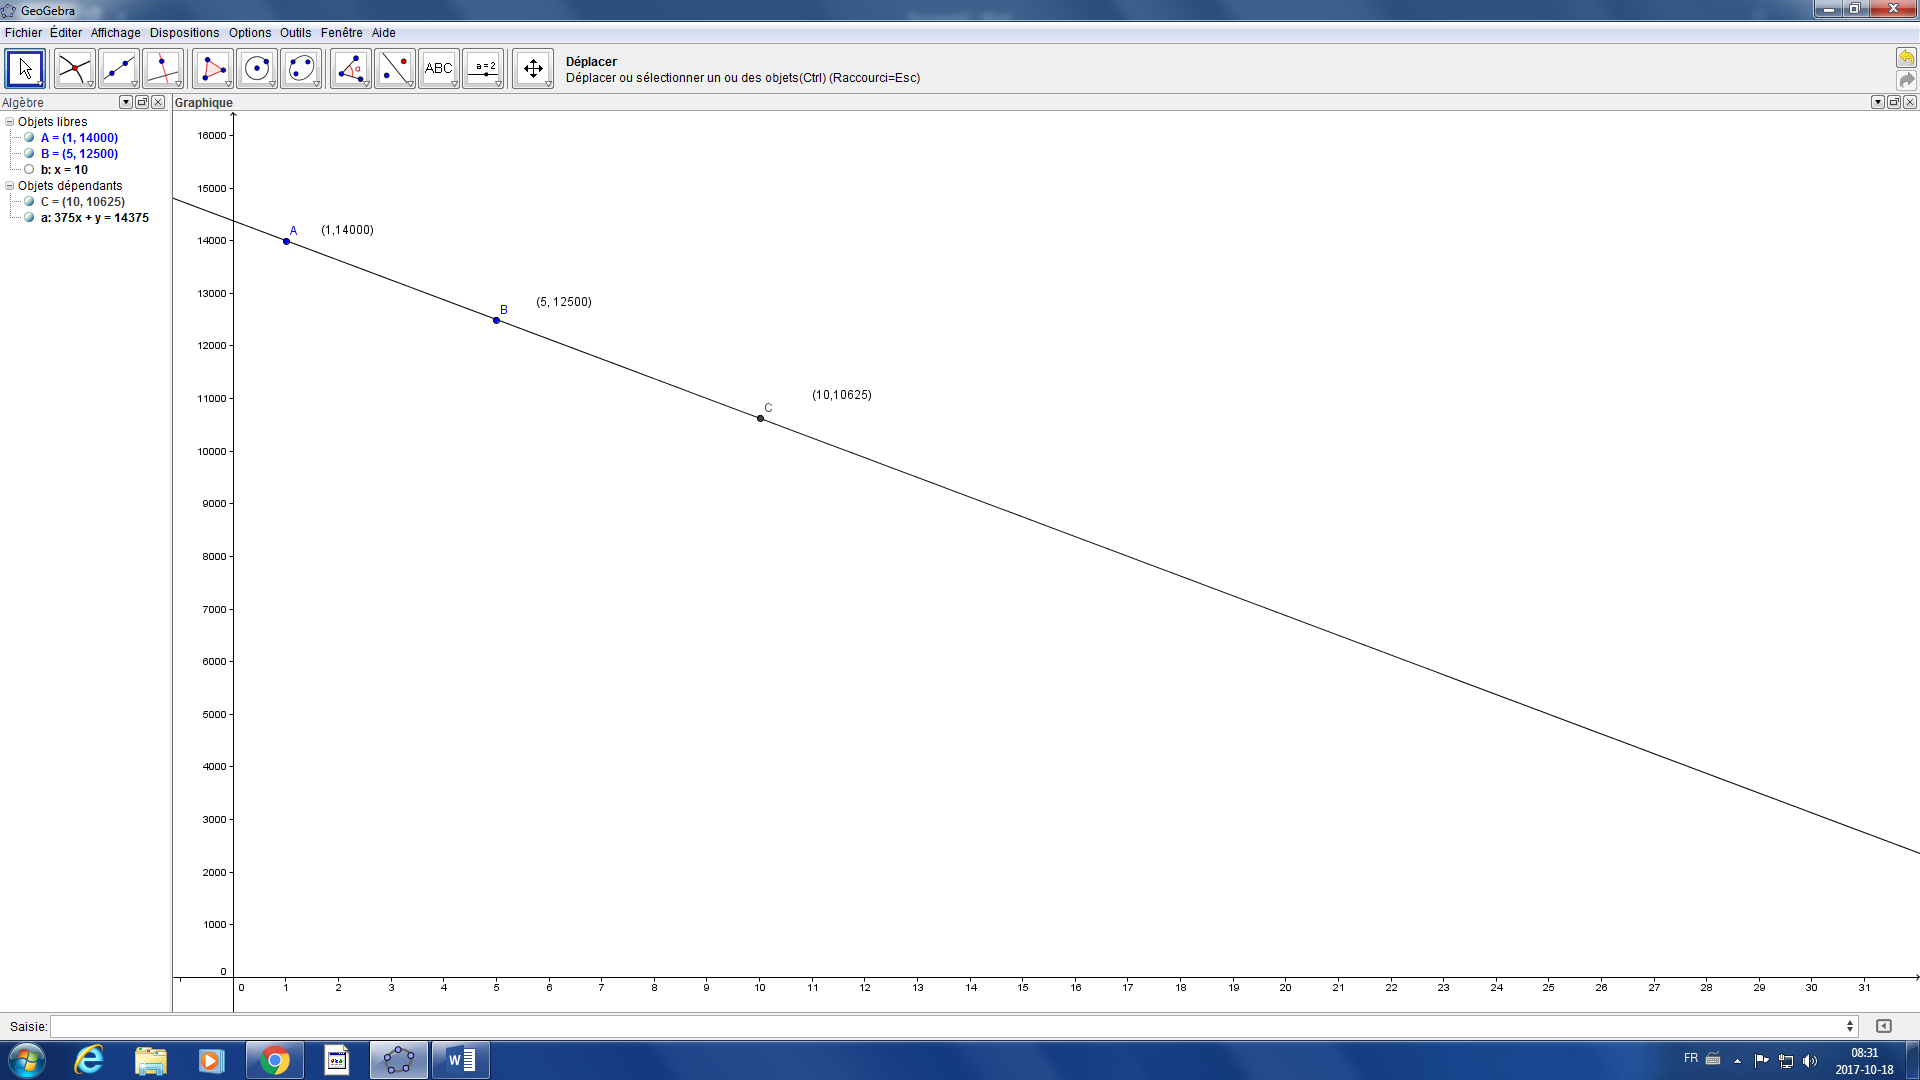 GeoGebra
Fichier Éditer Affichage Dispositions Options Outils Fenêtre Aide
ABC
a = 2
α
Déplacer
Déplacer ou sélectionner un ou des objets(Ctrl) (Raccourci=Esc)
Algèbre
Graphique
Objets libres
A = (1, 14000)
B = (5, 12500)
b: x = 10
Objets dépendants
C = (10, 10625)
a: 375x + y = 14375
16000
15000
14000
13000
12000
11000
10000
9000
8000
7000
6000
5000
4000
3000
2000
1000
0
A (1,14000)
B (5, 12500)
C (10,10625)
0 1 2 3 4 5 6 7 8 9 10 11 12 13 14 15 16 17 18 19 20 21 22 23 24 25 26 27 28 29 30 31
Saisie:
W
FR
08:31
2017-10-18